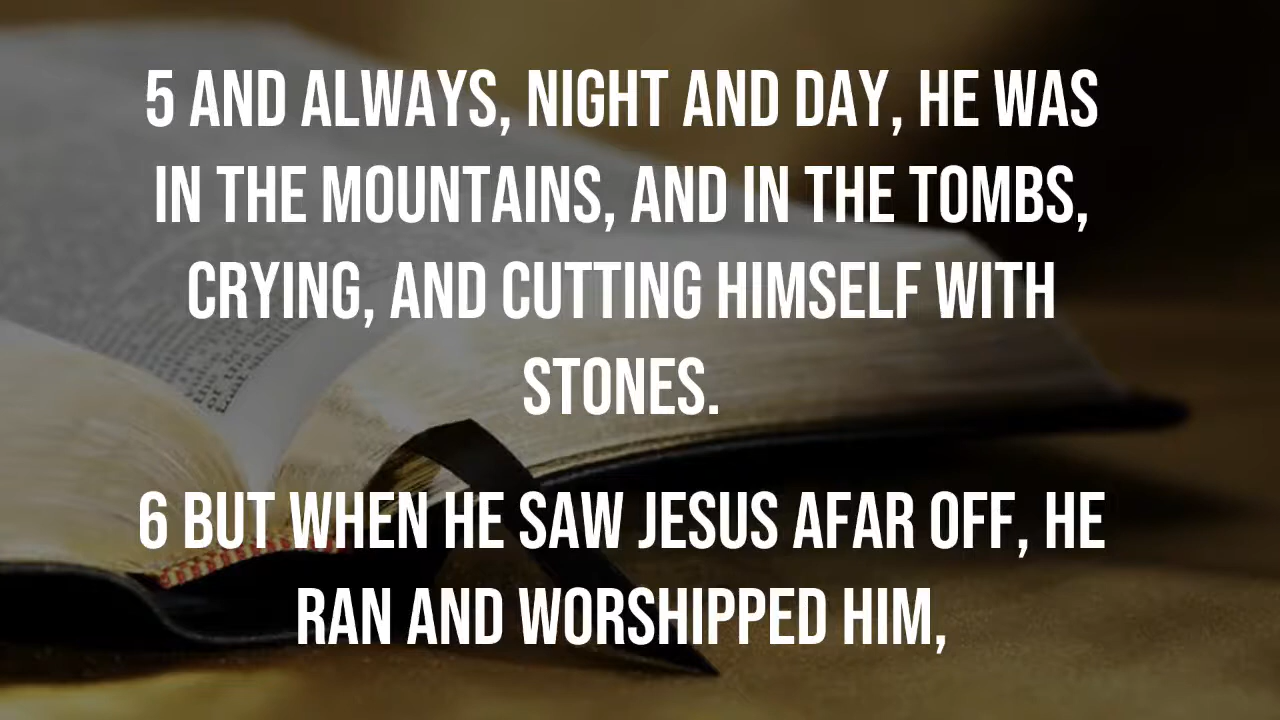 5 AND ALWAYS, NIGHT AND DAY, HE WAS
IN THE MOUNTAINS, AND IN THE TOMBS,
CRYING, AND CUTTING HIMSELF WITH
STONES.
6 BUT WHEN HE SAW JESUS AFAR OFF, HE
RAN AND WORSHIPPED HIM,